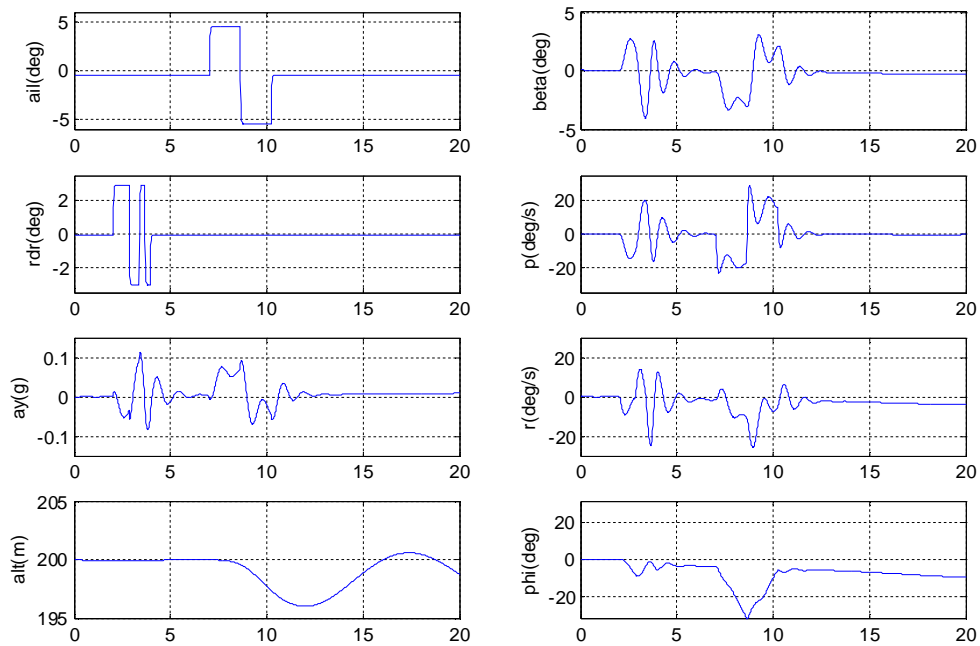 5
0
-5
ail(deg)
0 5 10 15 20
5
0
-5
beta(deg)
0 5 10 15 20
2
0
-2
rdr(deg)
0 5 10 15 20
20
0
-20
p(deg/s)
0 5 10 15 20
0.1
0
-0.1
ay(g)
0 5 10 15 20
20
0
-20
r(deg/s)
0 5 10 15 20
205
200
195
alt(m)
0 5 10 15 20
20
0
-20
phi(deg)
0 5 10 15 20